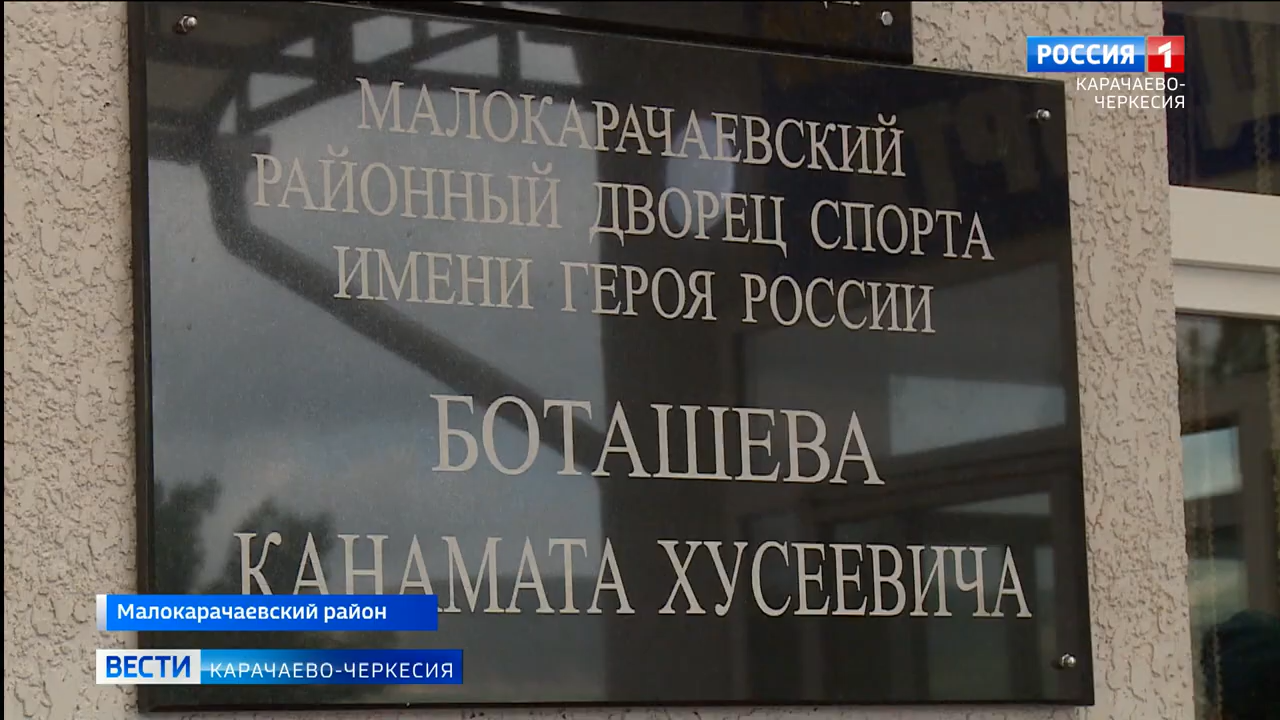 РОССИЯ 1
КАРАЧАЕВО-
ЧЕРКЕСИЯ
МАЛОКАРАЧАЕВСКИЙ
РАЙОННЫЙ ДВОРЕЦ СПОРТА
ИМЕНИ ГЕРОЯ РОССИИ
БОТАШЕВА
КАНАМАТА ХУСЕЕВИЧА
Малокарачаевский район
ВЕСТИ КАРАЧАЕВО-ЧЕРКЕСИЯ